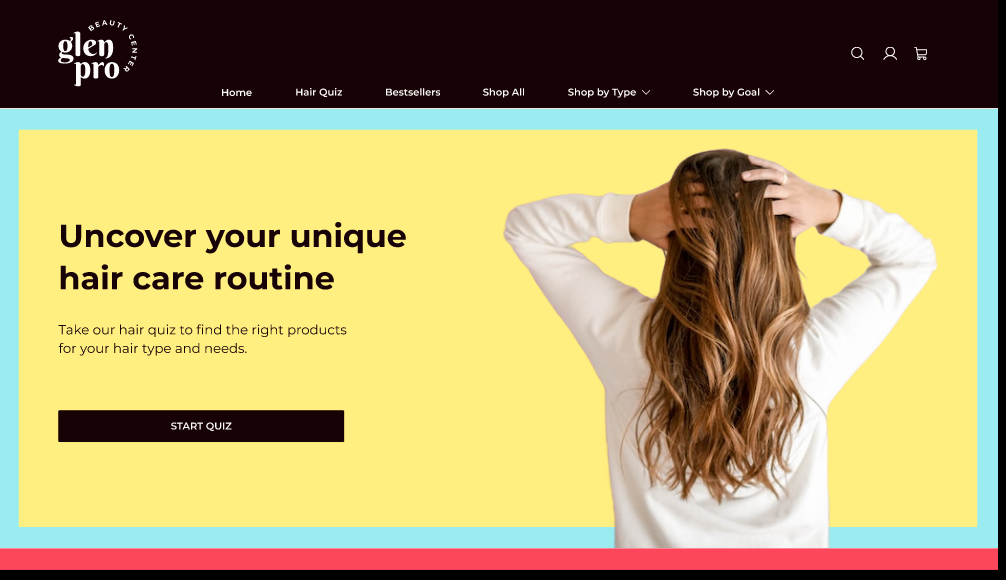 BEAUTY CENTER
glen
pro
Home Hair Quiz Bestsellers Shop All Shop by Type Shop by Goal
Uncover your unique
hair care routine
Take our hair quiz to find the right products
for your hair type and needs.
START QUIZ